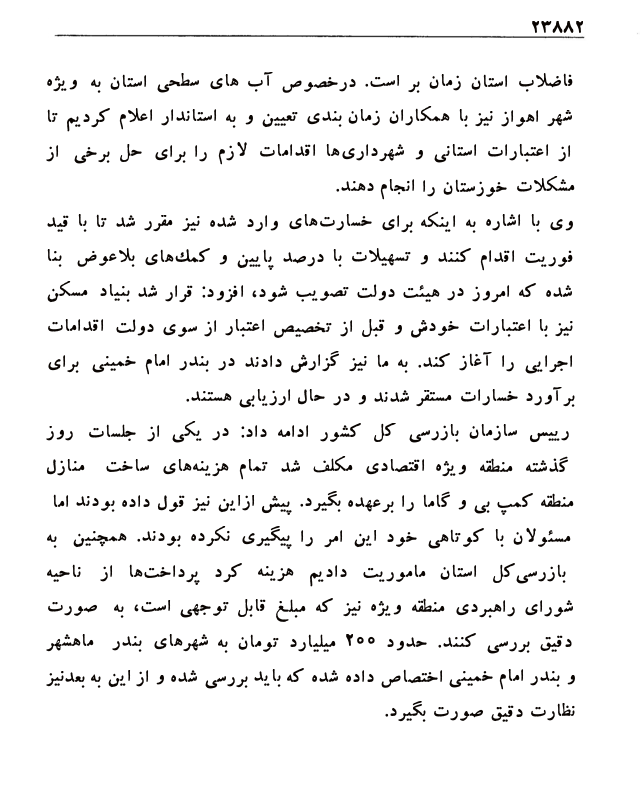 ۲۳۸۸۲
فاضلاب استان زمان بر است. درخصوص آب های سطحی استان به ویژه
شهر اهواز نیز با همکاران زمان بندی تعیین و به استاندار اعلام کردیم تا
از اعتبارات استانی و شهرداری‌ها اقدامات لازم را برای حل برخی از
مشکلات خوزستان را انجام دهند.
وی با اشاره به اینکه برای خسارت‌های وارد شده نیز مقرر شد تا با قید
فوریت اقدام کنند و تسهیلات با درصد پایین و کمك‌های بلاعوض بنا
شده که امروز در هیئت دولت تصویب شود، افزود: قرار شد بنیاد مسکن
نیز با اعتبارات خودش و قبل از تخصیص اعتبار از سوی دولت اقدامات
اجرایی را آغاز کند. به ما نیز گزارش دادند در بندر امام خمینی برای
برآورد خسارات مستقر شدند و در حال ارزیابی هستند.
رییس سازمان بازرسی کل کشور ادامه داد: در یکی از جلسات روز
گذشته منطقه ویژه اقتصادی مکلف شد تمام هزینه‌های ساخت منازل
منطقه کمپ بی و گاما را برعهده بگیرد. پیش ازاین نیز قول داده بودند اما
مسئولان با کوتاهی خود این امر را پیگیری نکرده بودند. همچنین به
بازرسی‌کل استان ماموریت دادیم هزینه کرد پرداخت‌ها از ناحیه
شورای راهبردی منطقه ویژه نیز که مبلغ قابل توجهی است، به صورت
دقیق بررسی کنند. حدود ۲۰۰ میلیارد تومان به شهرهای بندر ماهشهر
و بندر امام خمینی اختصاص داده شده که باید بررسی شده و از این به بعدنیز
نظارت دقیق صورت بگیرد.